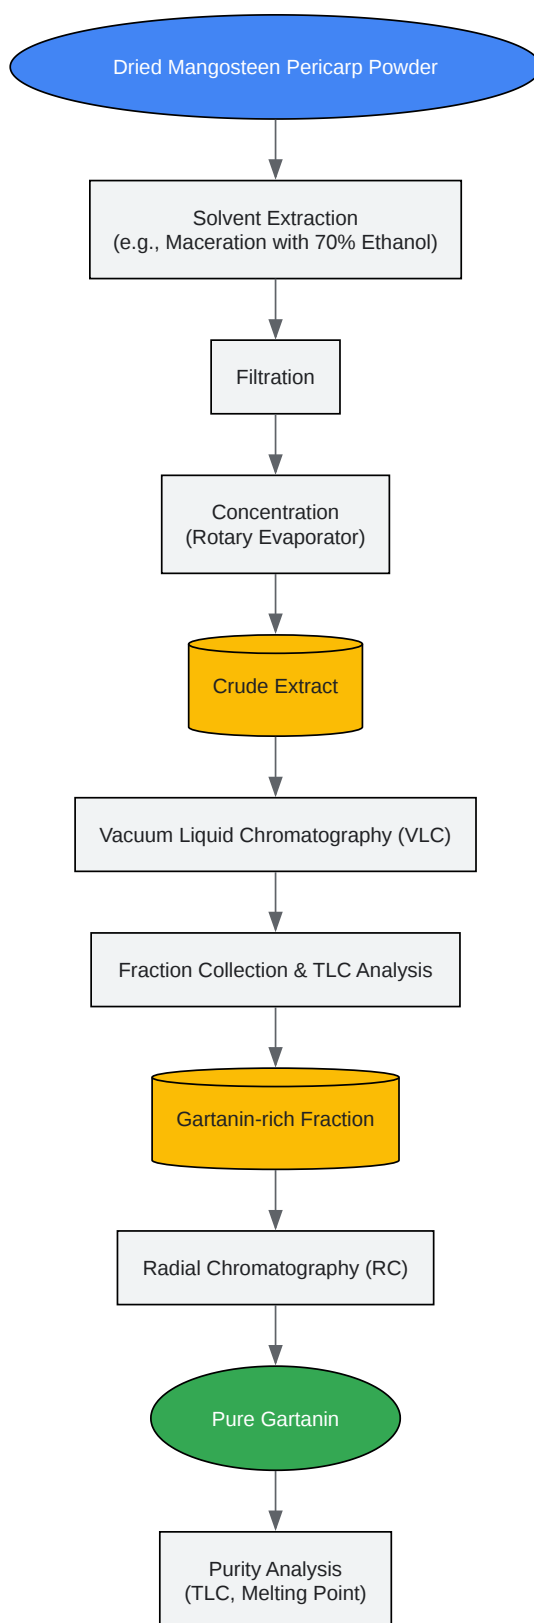 Dried Mangosteen Pericarp Powder
Solvent Extraction
(e.g., Maceration with 70% Ethanol)
Filtration
Concentration
(Rotary Evaporator)
Crude Extract
Vacuum Liquid Chromatography (VLC)
Fraction Collection & TLC Analysis
Gartanin-rich Fraction
Radial Chromatography (RC)
Pure Gartanin
Purity Analysis
(TLC, Melting Point)